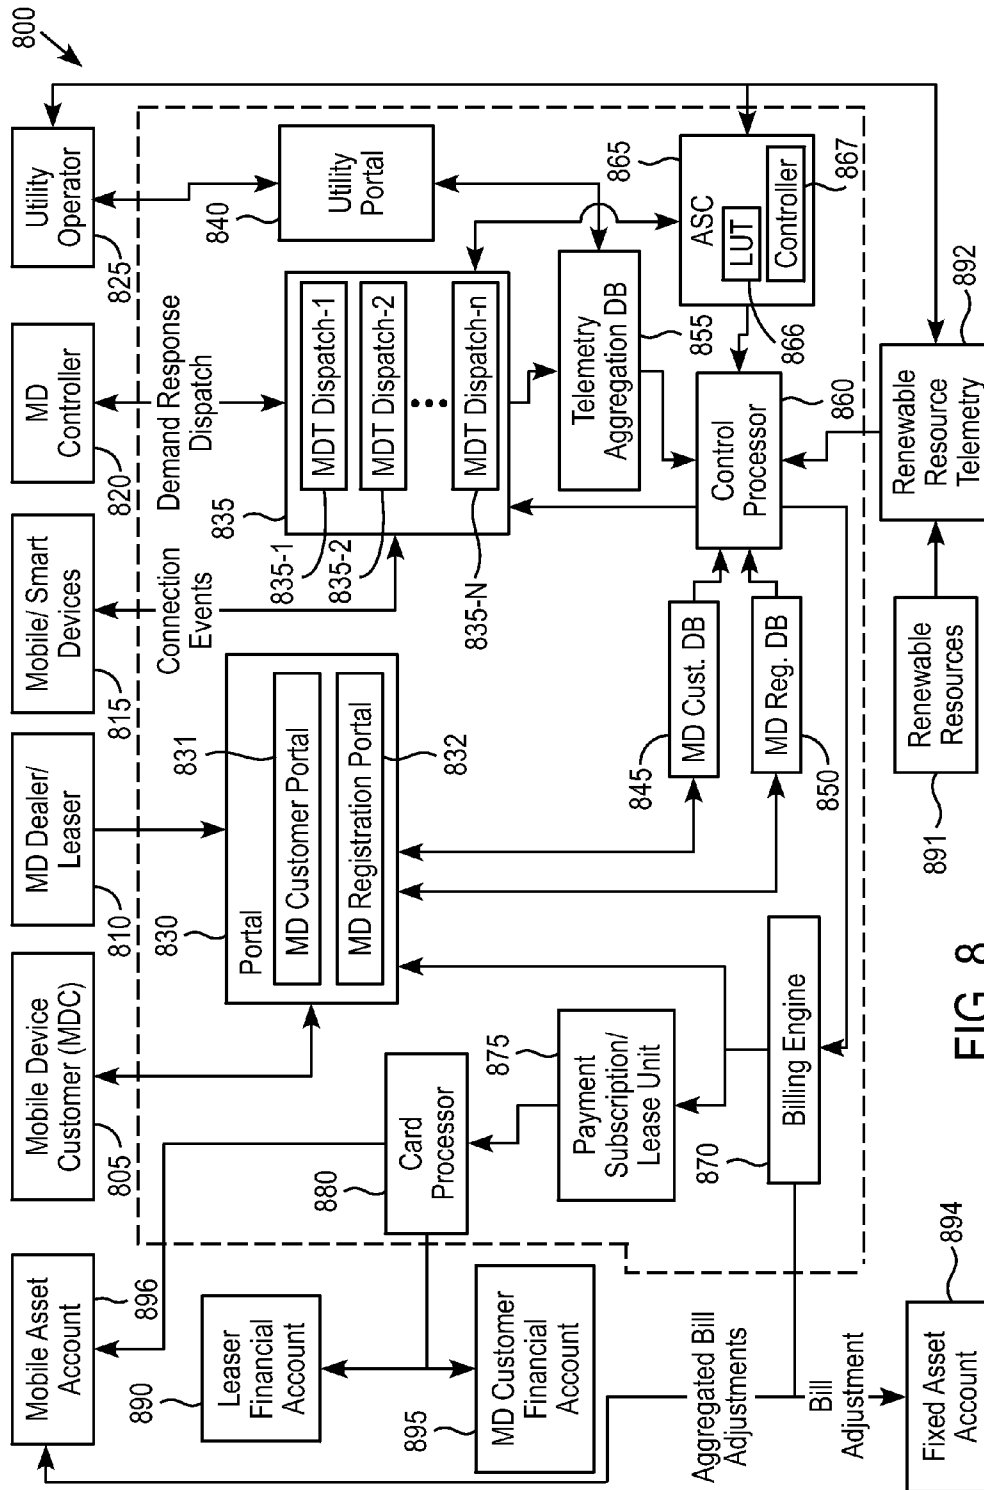 800
Mobile Asset
Account
896
Mobile Device
Customer (MDC)
805
MD Dealer/
Leaser
810
Mobile/ Smart
Devices
815
MD
Controller
820
Utility
Operator
825
Connection
Events
Demand Response
Dispatch
Leaser
Financial
Account
890
MD Customer
Financial
Account
895
Card
Processor
880
830
Portal
MD Customer Portal
831
MD Registration Portal
832
835
MDT Dispatch-1
835-1
MDT Dispatch-2
835-2
MDT Dispatch-n
835-N
Utility
Portal
840
Payment
Subscription/
Lease Unit
875
Telemetry
Aggregation DB
855
ASC
865
LUT
866
Controller
867
MD Cust. DB
845
MD Reg. DB
850
Control
Processor
860
Billing Engine
870
Aggregated Bill
Adjustments
Bill
Adjustment
Fixed Asset
Account
894
Renewable
Resources
891
Renewable
Resource
Telemetry
892
FIG. 8